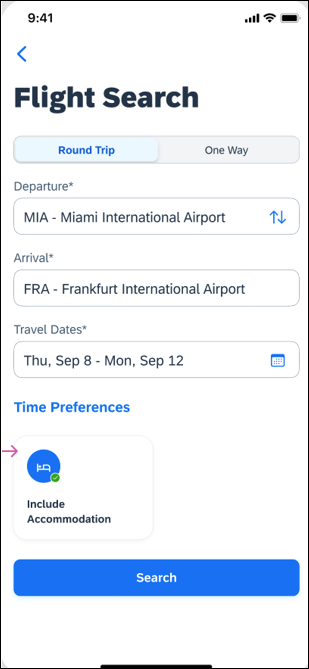 9:41
Flight Search
Round Trip
One Way
Departure*
MIA - Miami International Airport
Arrival*
FRA - Frankfurt International Airport
Travel Dates*
Thu, Sep 8 - Mon, Sep 12
Time Preferences
Include
Accommodation
Search